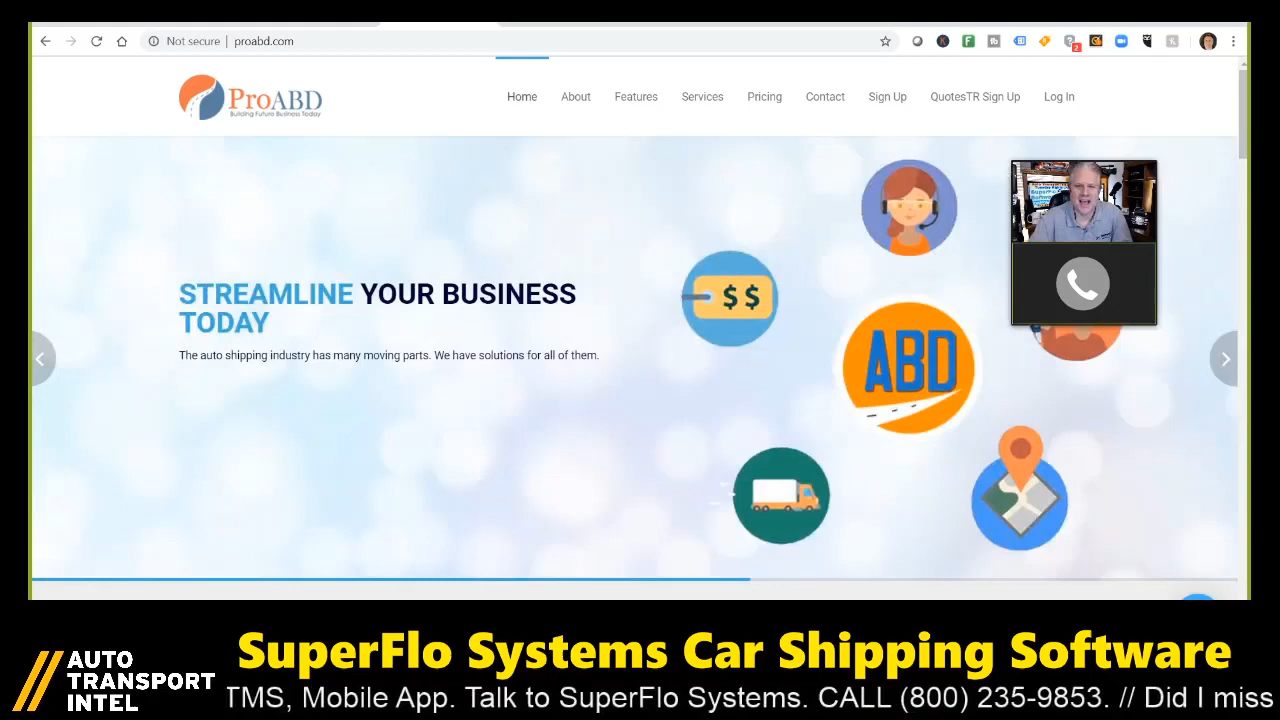 Not secure | proabd.com
2
ProABD
Building Future Business Today
Home About Features Services Pricing Contact Sign Up QuotesTR Sign Up Log In
STREAMLINE YOUR BUSINESS
TODAY
The auto shipping industry has many moving parts. We have solutions for all of them.
$$
ABD
AUTO
TRANSPORT
INTEL
SuperFlo Systems Car Shipping Software
TMS, Mobile App. Talk to SuperFlo Systems. CALL (800) 235-9853. // Did I miss